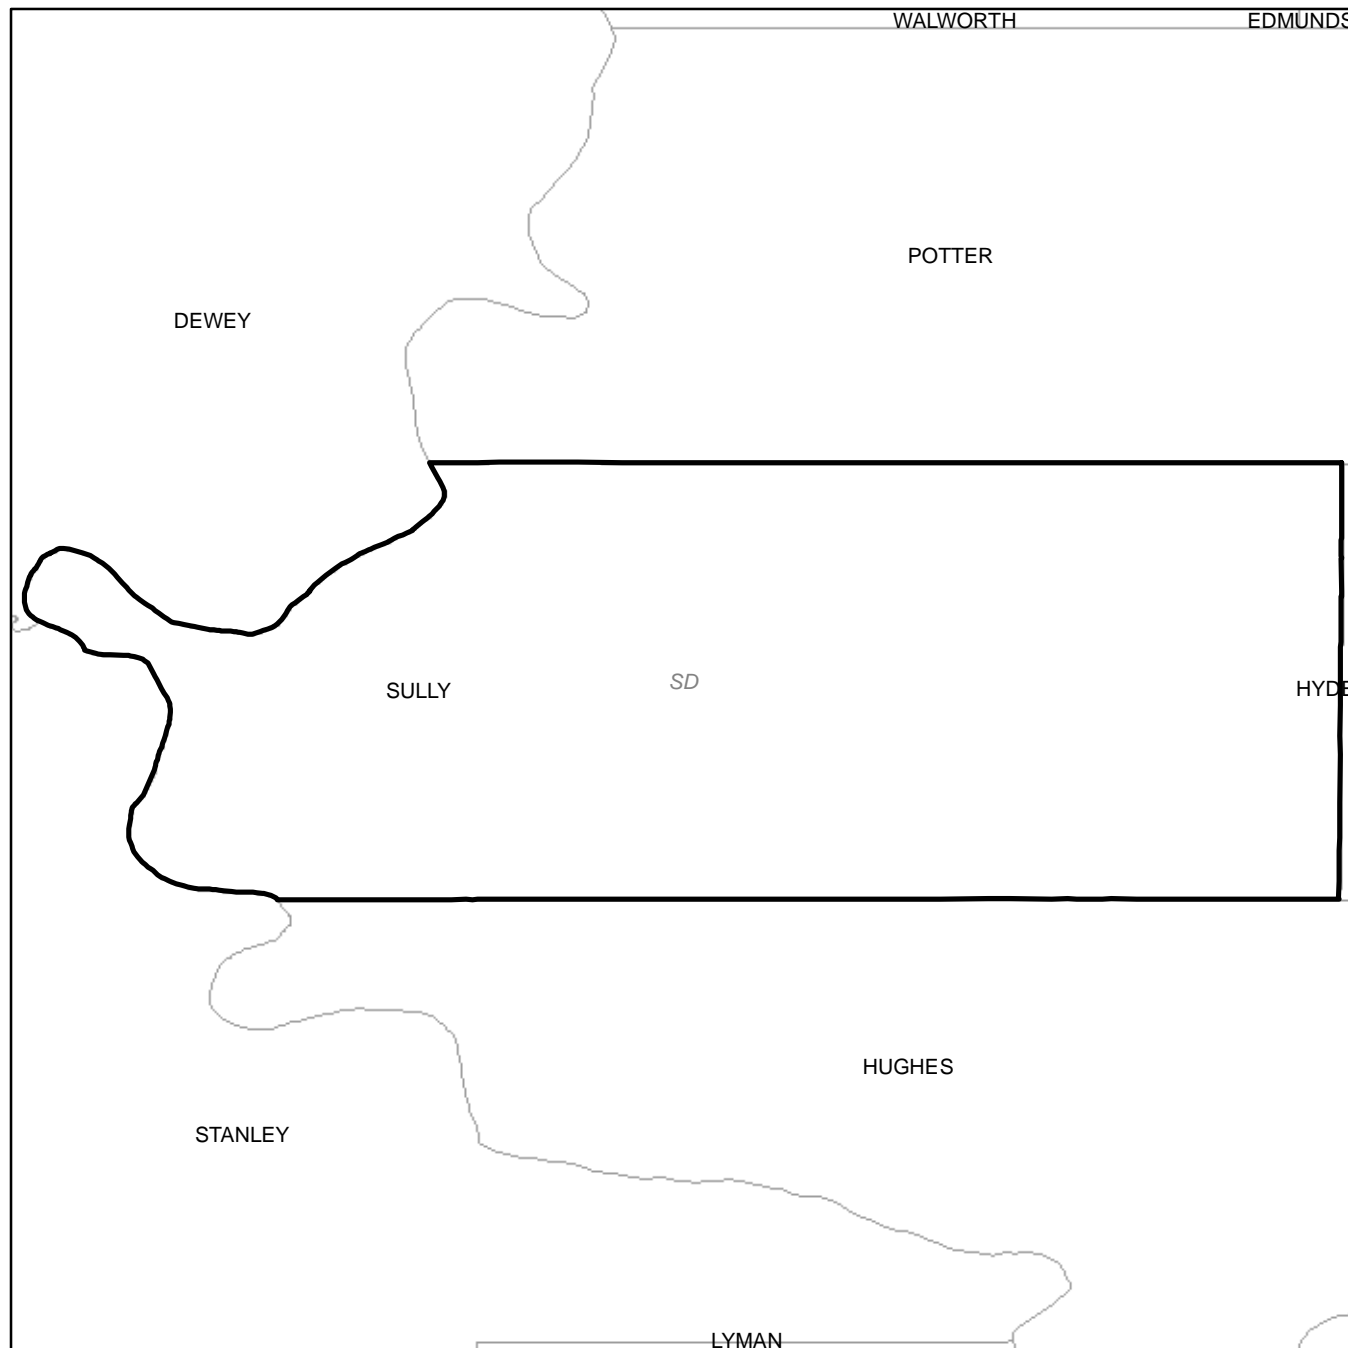 WALWORTH
EDMUNDS
POTTER
DEWEY
SULLY
SD
HYDE
HUGHES
STANLEY
LYMAN